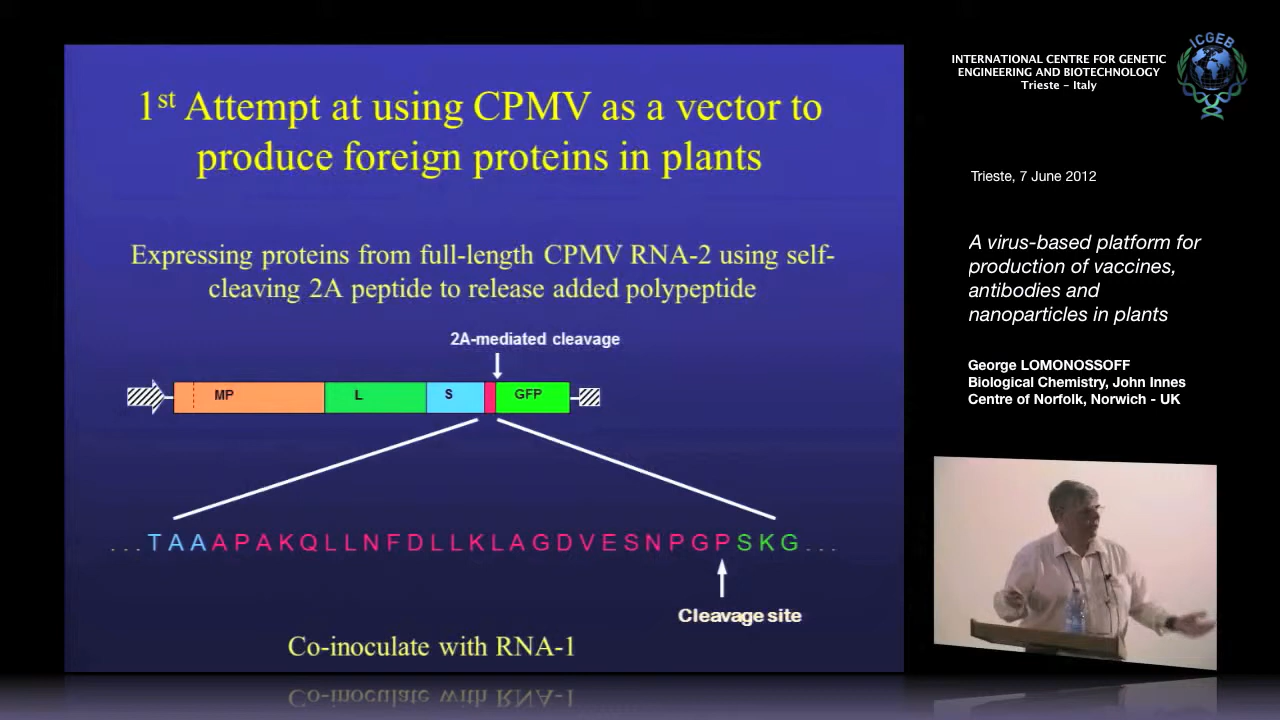 1st Attempt at using CPMV as a vector to
produce foreign proteins in plants
Expressing proteins from full-length CPMV RNA-2 using self-
cleaving 2A peptide to release added polypeptide
2A-mediated cleavage
MP L S GFP
...TAAAPAKQLLNFDLLKLAGDVESNPGPSKG...
Cleavage site
Co-inoculate with RNA-1
INTERNATIONAL CENTRE FOR GENETIC
ENGINEERING AND BIOTECHNOLOGY
Trieste - Italy
ICGEB
Trieste, 7 June 2012
A virus-based platform for
production of vaccines,
antibodies and
nanoparticles in plants
George LOMONOSSOFF
Biological Chemistry, John Innes
Centre of Norfolk, Norwich - UK